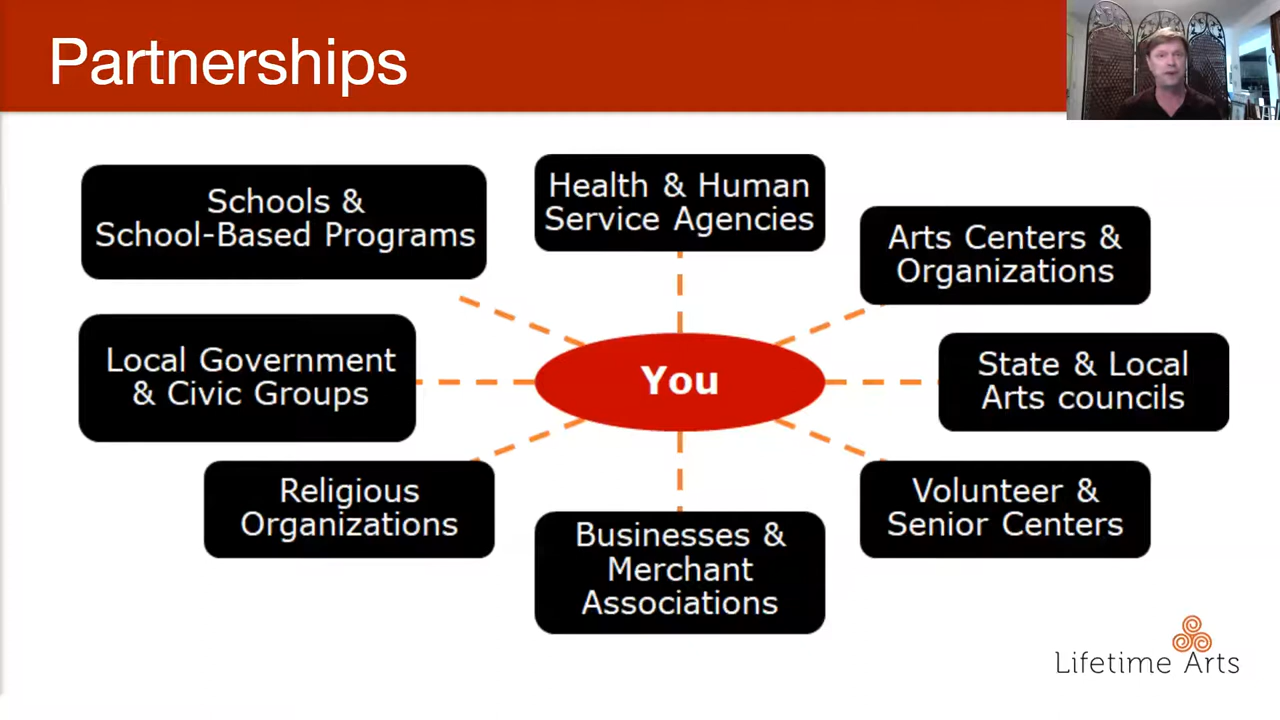 Partnerships
Schools &
School-Based Programs
Health & Human
Service Agencies
Arts Centers &
Organizations
Local Government
& Civic Groups
You
State & Local
Arts councils
Religious
Organizations
Businesses &
Merchant
Associations
Volunteer &
Senior Centers
Lifetime Arts